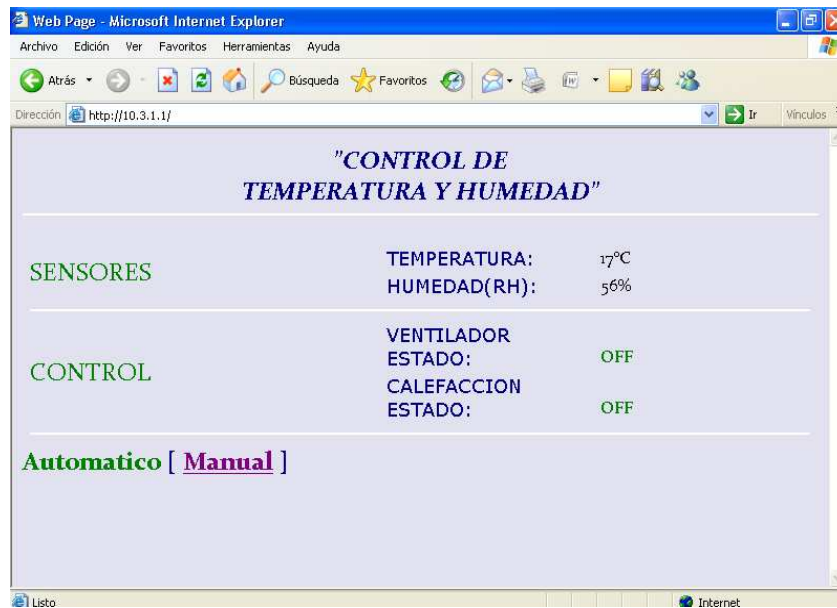 Web Page - Microsoft Internet Explorer
Archivo Edición Ver Favoritos Herramientas Ayuda
Atrás Búsqueda Favoritos
Dirección http://10.3.1.1/ Ir Vínculos
"CONTROL DE
TEMPERATURA Y HUMEDAD"
SENSORES
TEMPERATURA: 17°C
HUMEDAD(RH): 56%
CONTROL
VENTILADOR
ESTADO: OFF
CALEFACCION
ESTADO: OFF
Automatico [ Manual ]
Listo Internet